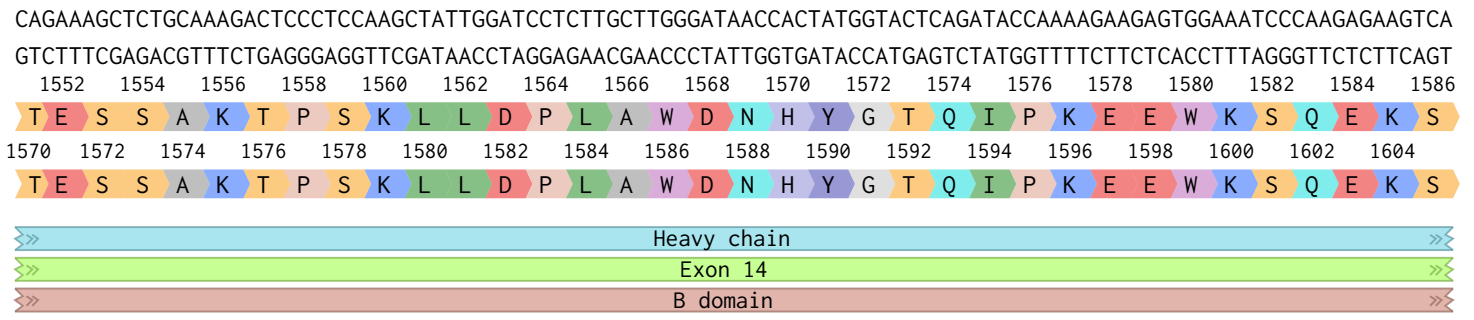 CAGAAAGCTCTGCAAAGACTCCCTCCAAGCTATTGGATCCTCTTGCTTGGGATAACCACTATGGTACTCAGATACCAAAAGAAGAGTGGAAATCCCAAGAGAAGTCA
GTCTTTCGAGACGTTTCTGAGGGAGGTTCGATAACCTAGGAGAACGAACCCTATTGGTGATACCATGAGTCTATGGTTTTCTTCTCACCTTTAGGGTTCTCTTCAGT
1552 1554 1556 1558 1560 1562 1564 1566 1568 1570 1572 1574 1576 1578 1580 1582 1584 1586
T E S S A K T P S K L L D P L A W D N H Y G T Q I P K E E W K S Q E K S
1570 1572 1574 1576 1578 1580 1582 1584 1586 1588 1590 1592 1594 1596 1598 1600 1602 1604
T E S S A K T P S K L L D P L A W D N H Y G T Q I P K E E W K S Q E K S
Heavy chain
Exon 14
B domain